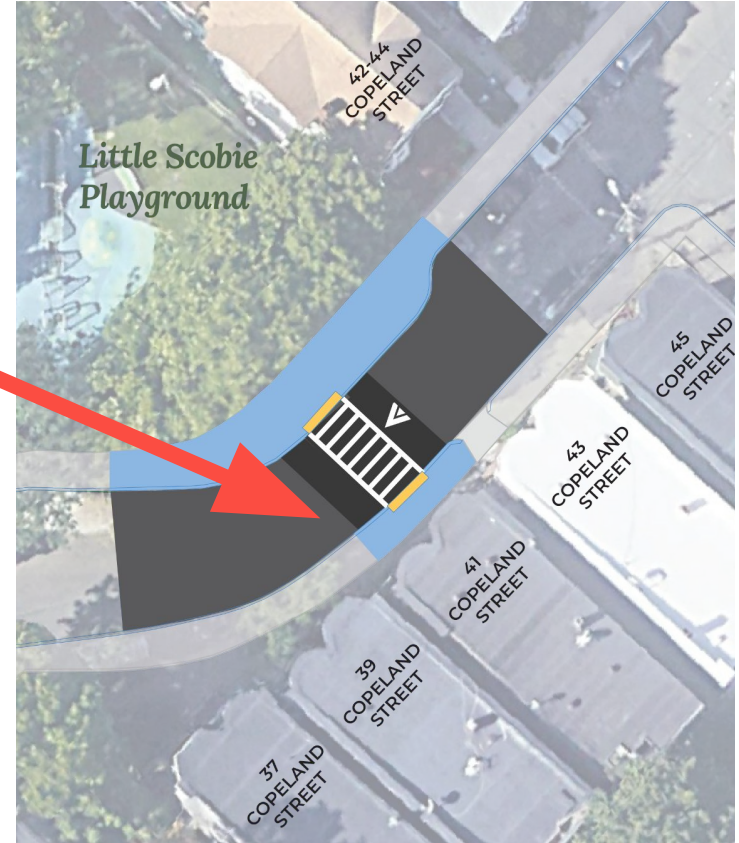 42-44
COPELAND
STREET
Little Scobie
Playground
45
COPELAND
STREET
43
COPELAND
STREET
41
COPELAND
STREET
39
COPELAND
STREET
37
COPELAND
STREET